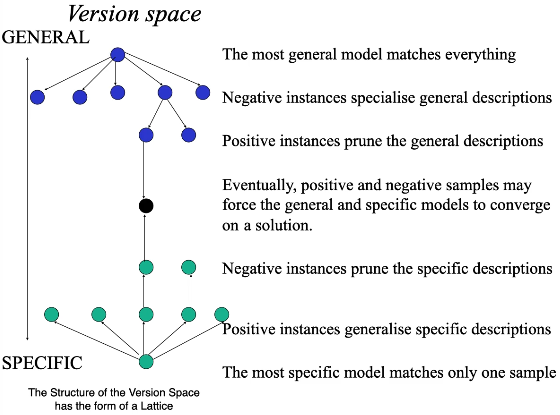 Version space
GENERAL
The most general model matches everything
Negative instances specialise general descriptions
Positive instances prune the general descriptions
Eventually, positive and negative samples may
force the general and specific models to converge
on a solution.
Negative instances prune the specific descriptions
Positive instances generalise specific descriptions
SPECIFIC
The most specific model matches only one sample
The Structure of the Version Space
has the form of a Lattice